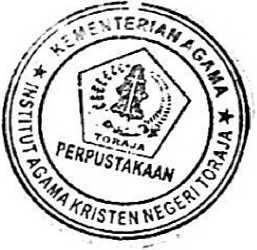 KEMENTERIAN AGAMA
TORAJA
PERPUSTAKAAN
★ INSTITUT AGAMA KRISTEN NEGERI TORAJA ★